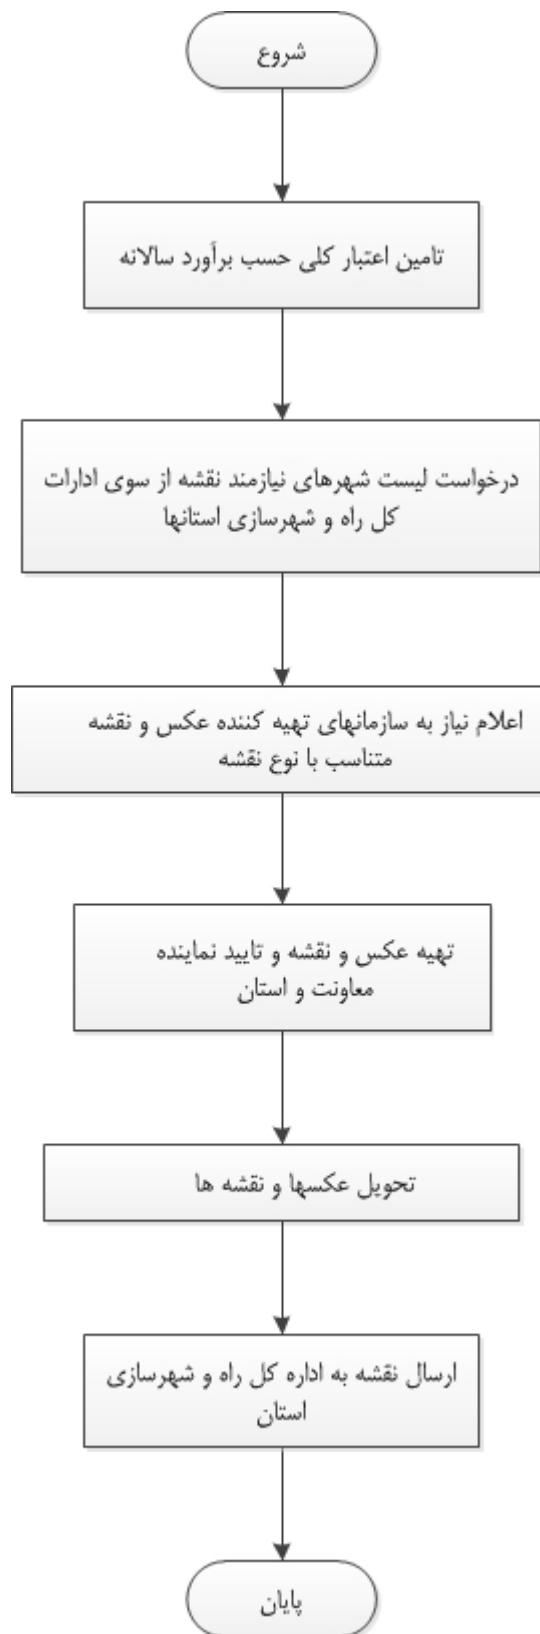 شروع
تامین اعتبار کلی حسب برآورد سالانه
درخواست لیست شهرهای نیازمند نقشه از سوی ادارات
کل راه و شهرسازی استانها
اعلام نیاز به سازمانهای تهیه کننده عکس و نقشه
متناسب با نوع نقشه
تهیه عکس و نقشه و تایید نماینده
معاونت و استان
تحویل عکسها و نقشه ها
ارسال نقشه به اداره کل راه و شهرسازی
استان
پایان